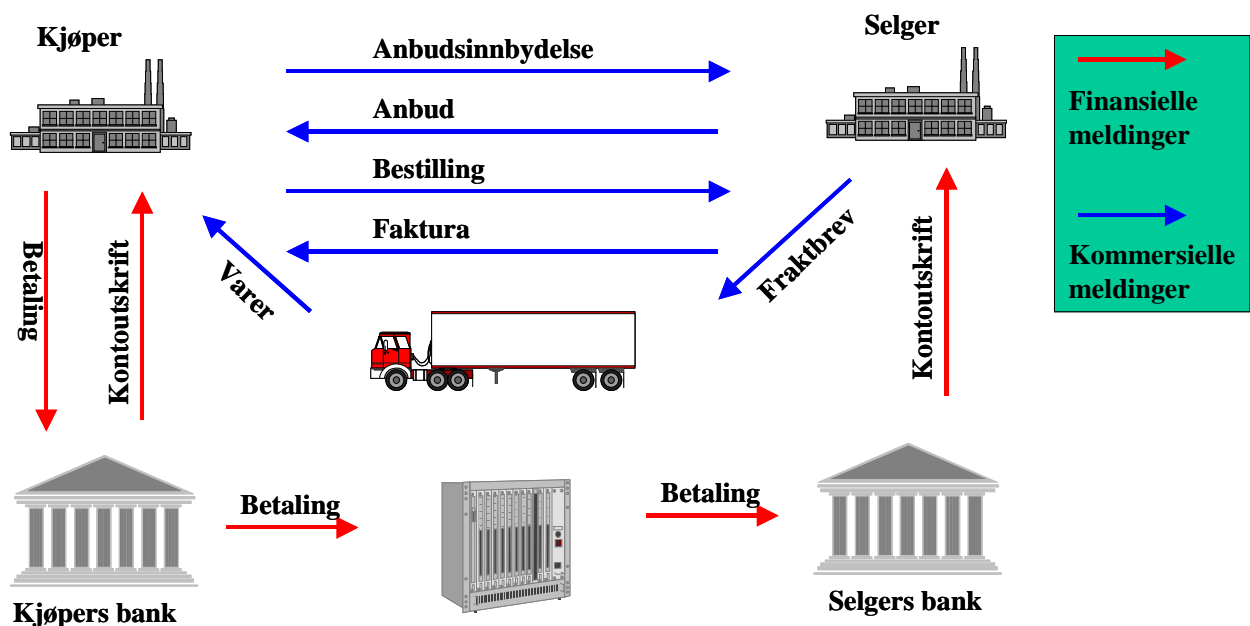 Kjøper
Selger
Anbudsinnbydelse
Anbud
Bestilling
Faktura
Varer
Fraktbrev
Betaling
Kontoutskrift
Kontoutskrift
Finansielle
meldinger
Kommersielle
meldinger
Betaling
Betaling
Kjøpers bank
Selgers bank